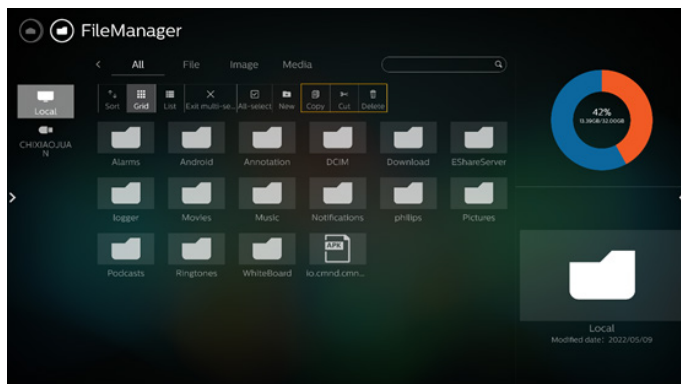 FileManager
All File Image Media
Sort Grid List Exit multi-se... All-select New Copy Cut Delete
Local
CHIXIAOJUA
N
Alarms Android Annotation DCIM Download EShareServer
logger Movies Music Notifications philips Pictures
APK
Podcasts Ringtones WhiteBoard io.cmnd.cmn...
42%
13.39GB/32.00GB
Local
Modified date: 2022/05/09